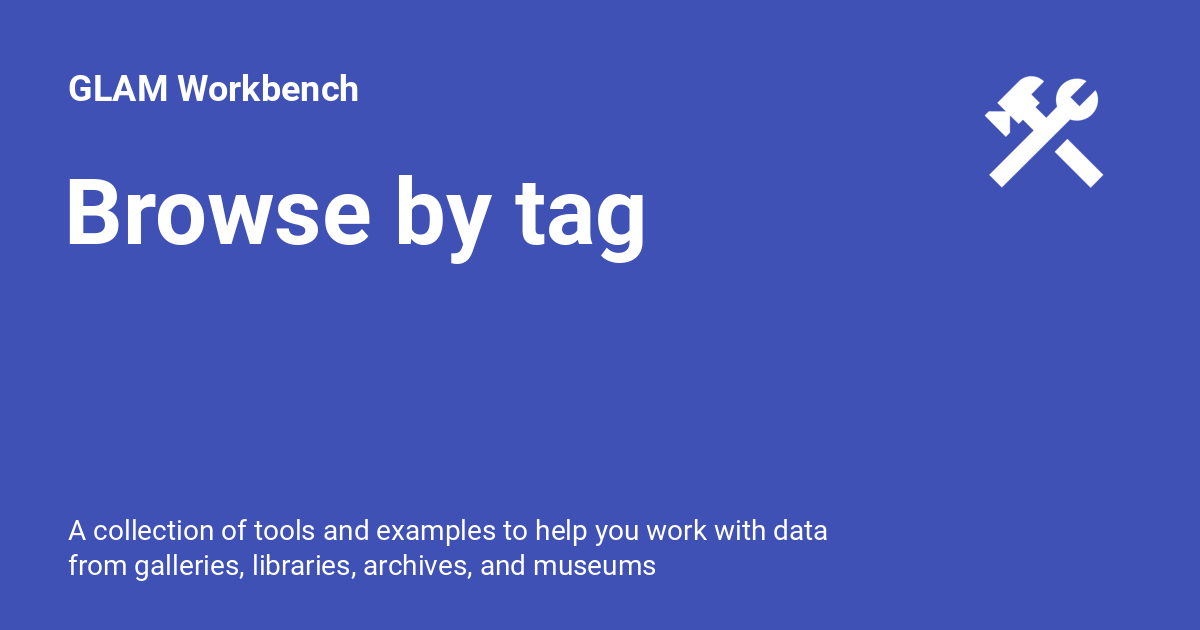 GLAM Workbench
Browse by tag
A collection of tools and examples to help you work with data
from galleries, libraries, archives, and museums